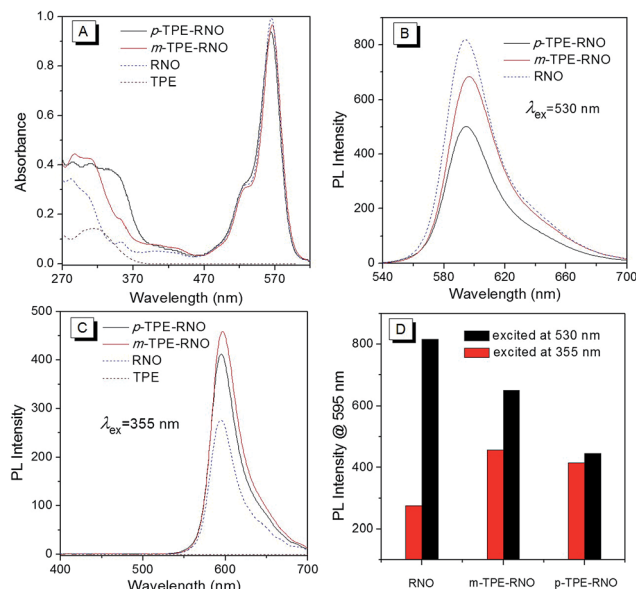 A
p-TPE-RNO
m-TPE-RNO
RNO
TPE
1.0
0.8
0.6
0.4
0.2
0.0
Absorbance
270 370 470 570
Wavelength (nm)
B
p-TPE-RNO
m-TPE-RNO
RNO
λex=530 nm
800
600
400
200
0
PL Intensity
540 580 620 660 700
Wavelength (nm)
C
p-TPE-RNO
m-TPE-RNO
RNO
TPE
λex=355 nm
500
400
300
200
100
0
PL Intensity
400 500 600 700
Wavelength (nm)
D
excited at 530 nm
excited at 355 nm
800
600
400
200
PL Intensity @ 595 nm
RNO m-TPE-RNO p-TPE-RNO